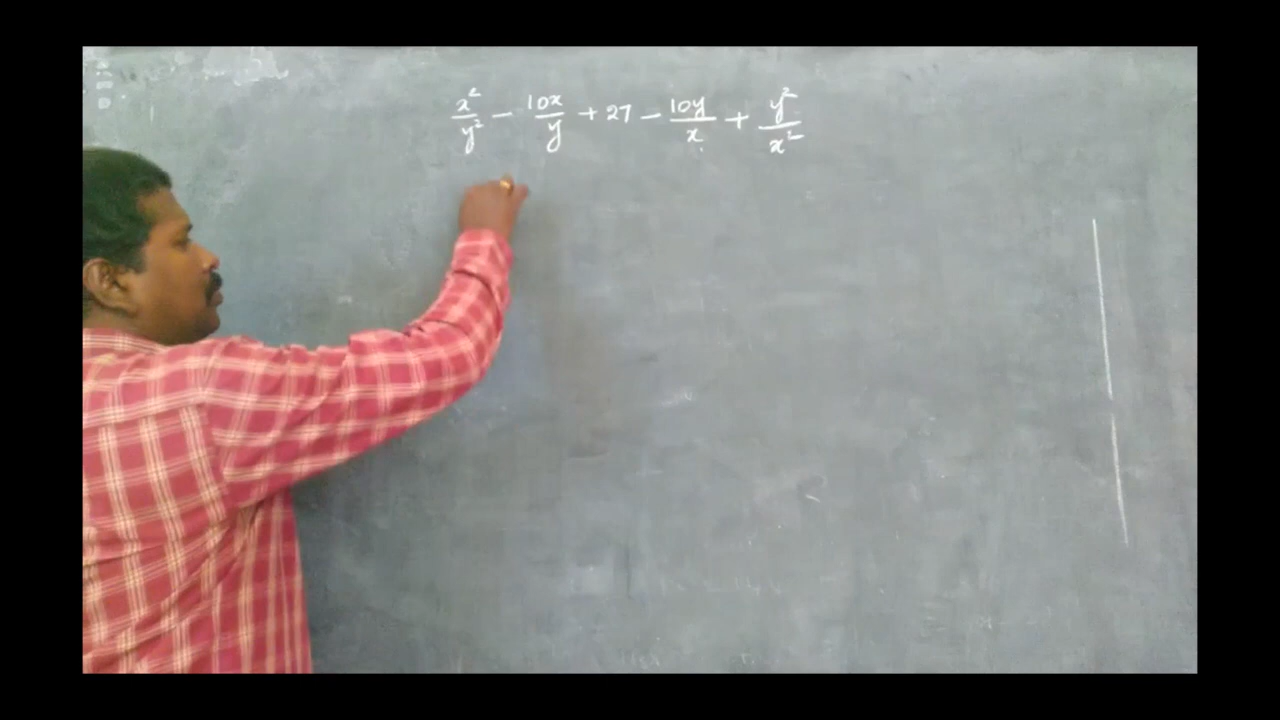 x²/y² − 10x/y + 27 − 10y/x + y²/x²